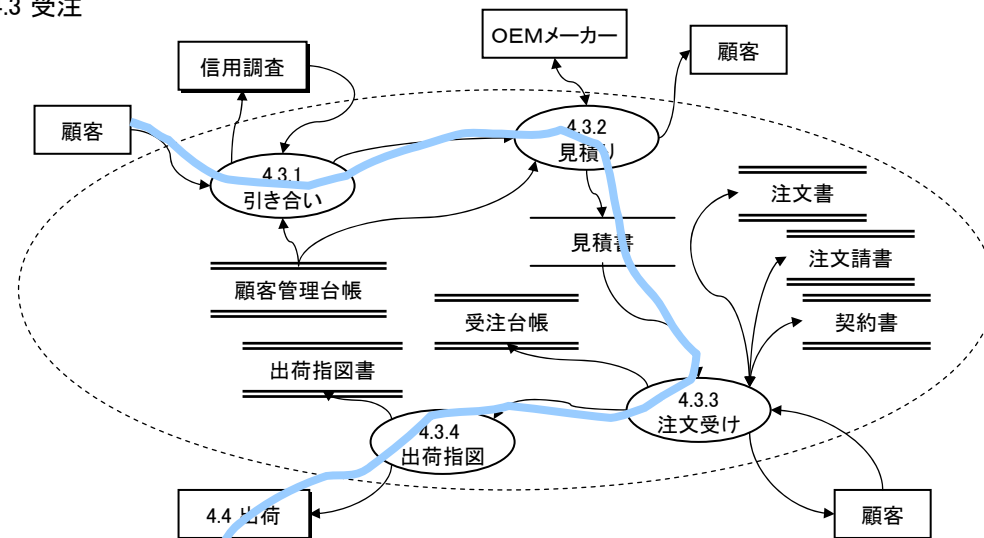 4.3 受注
OEMメーカー
顧客
信用調査
顧客
4.3.2
見積り
4.3.1
引き合い
注文書
見積書
注文請書
顧客管理台帳
受注台帳
契約書
出荷指図書
4.3.3
注文受け
4.3.4
出荷指図
4.4 出荷
顧客